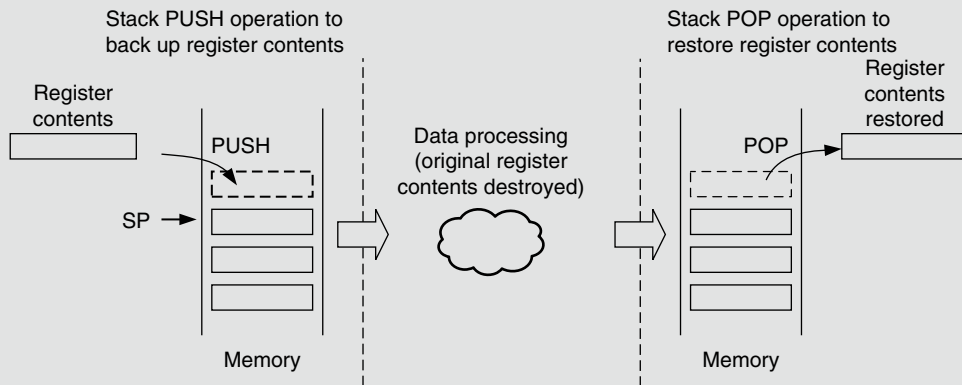 Stack PUSH operation to
back up register contents
Stack POP operation to
restore register contents
Register
contents
PUSH
SP
Memory
Data processing
(original register
contents destroyed)
POP
Register
contents
restored
Memory